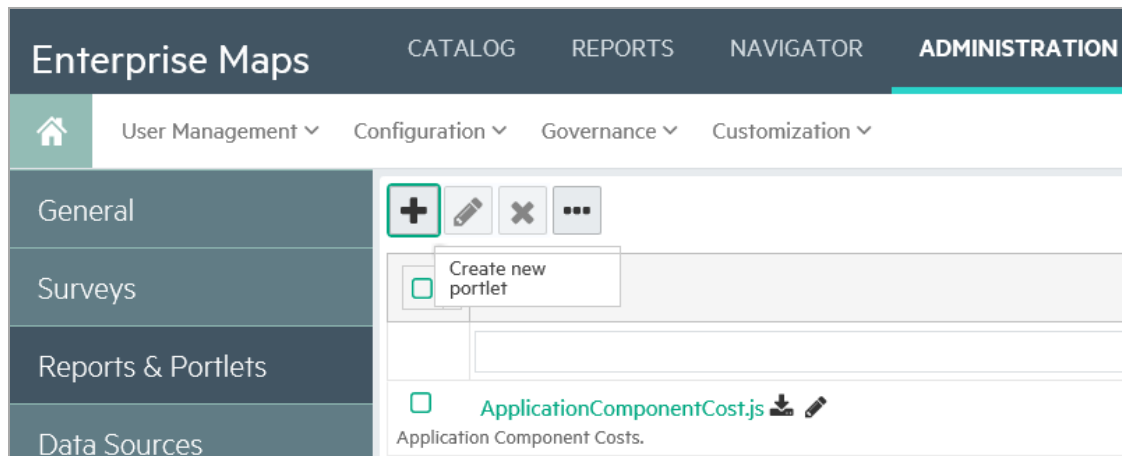 Enterprise Maps CATALOG REPORTS NAVIGATOR ADMINISTRATION
User Management Configuration Governance Customization
General
Surveys
Reports & Portlets
Data Sources
Create new
portlet
ApplicationComponentCost.js
Application Component Costs.